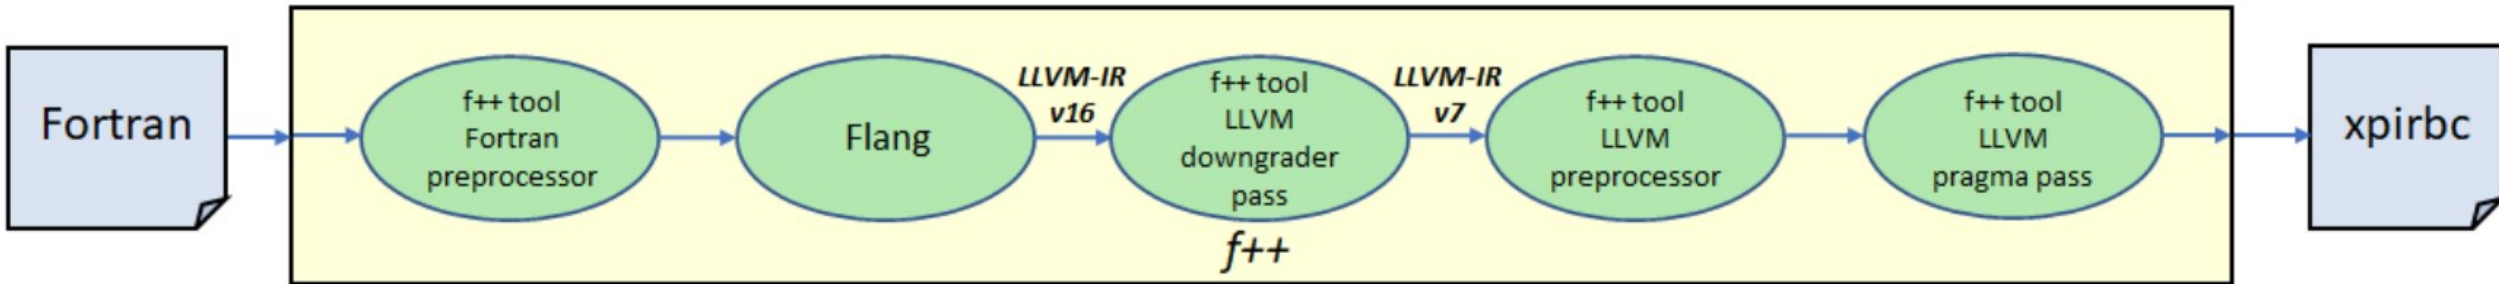 Fortran
f++ tool
Fortran
preprocessor
Flang
LLVM-IR
v16
f++ tool
LLVM
downgrader
pass
LLVM-IR
v7
f++ tool
LLVM
preprocessor
f++ tool
LLVM
pragma pass
xpirbc
f++